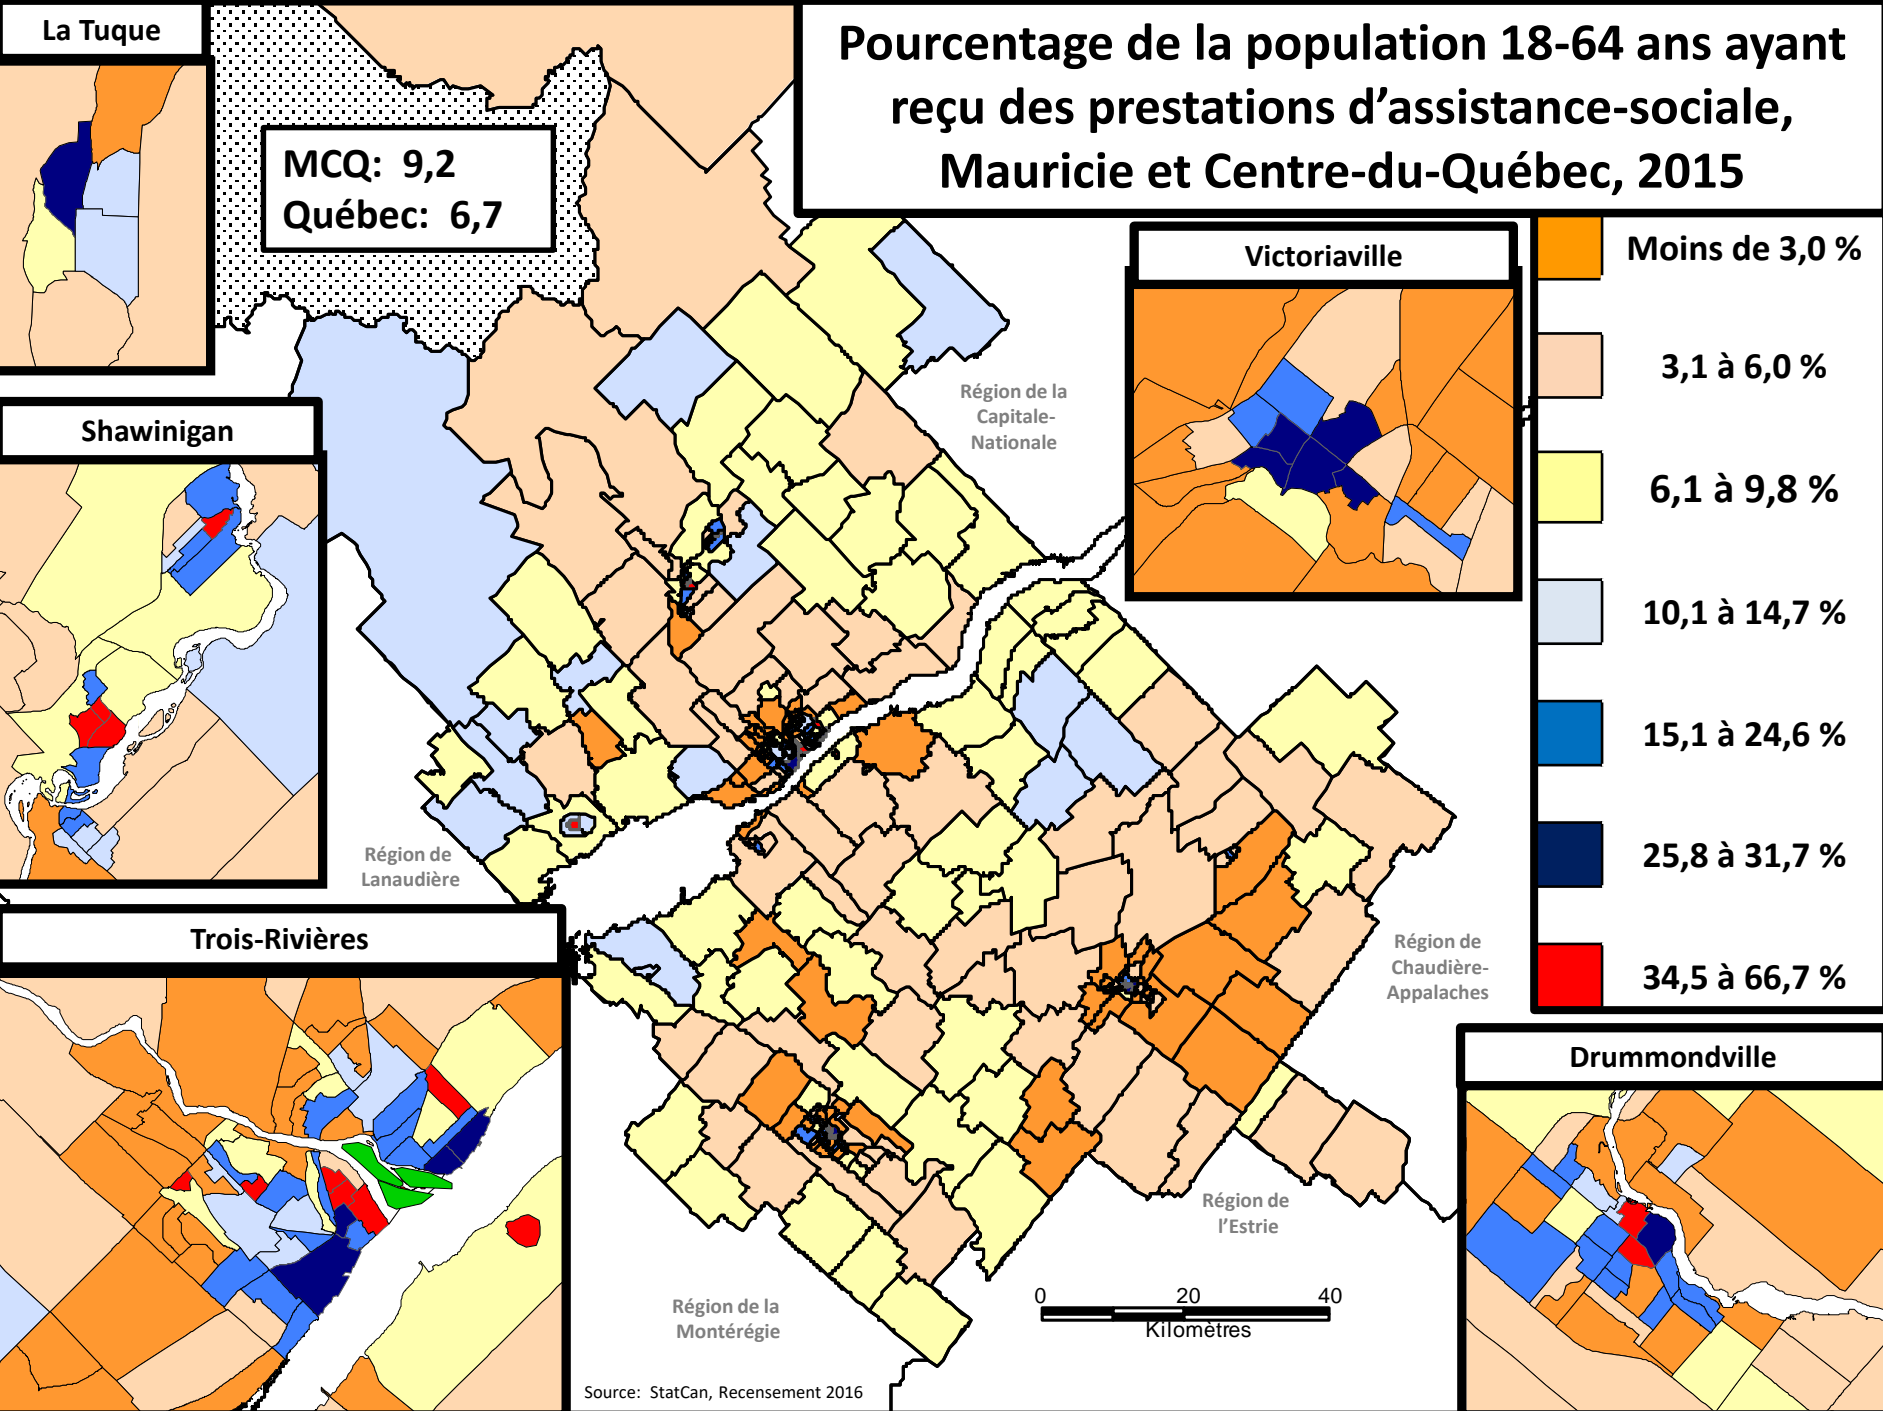 La Tuque
Pourcentage de la population 18-64 ans ayant
reçu des prestations d’assistance-sociale,
Mauricie et Centre-du-Québec, 2015
MCQ:  9,2
Québec:  6,7
Victoriaville
Moins de 3,0 %
3,1 à 6,0 %
6,1 à 9,8 %
10,1 à 14,7 %
15,1 à 24,6 %
25,8 à 31,7 %
34,5 à 66,7 %
Région de la
Capitale-
Nationale
Shawinigan
Région de
Lanaudière
Trois-Rivières
Région de
Chaudière-
Appalaches
Drummondville
Région de
l’Estrie
Région de la
Montérégie
0 20 40
Kilomètres
Source:  StatCan, Recensement 2016